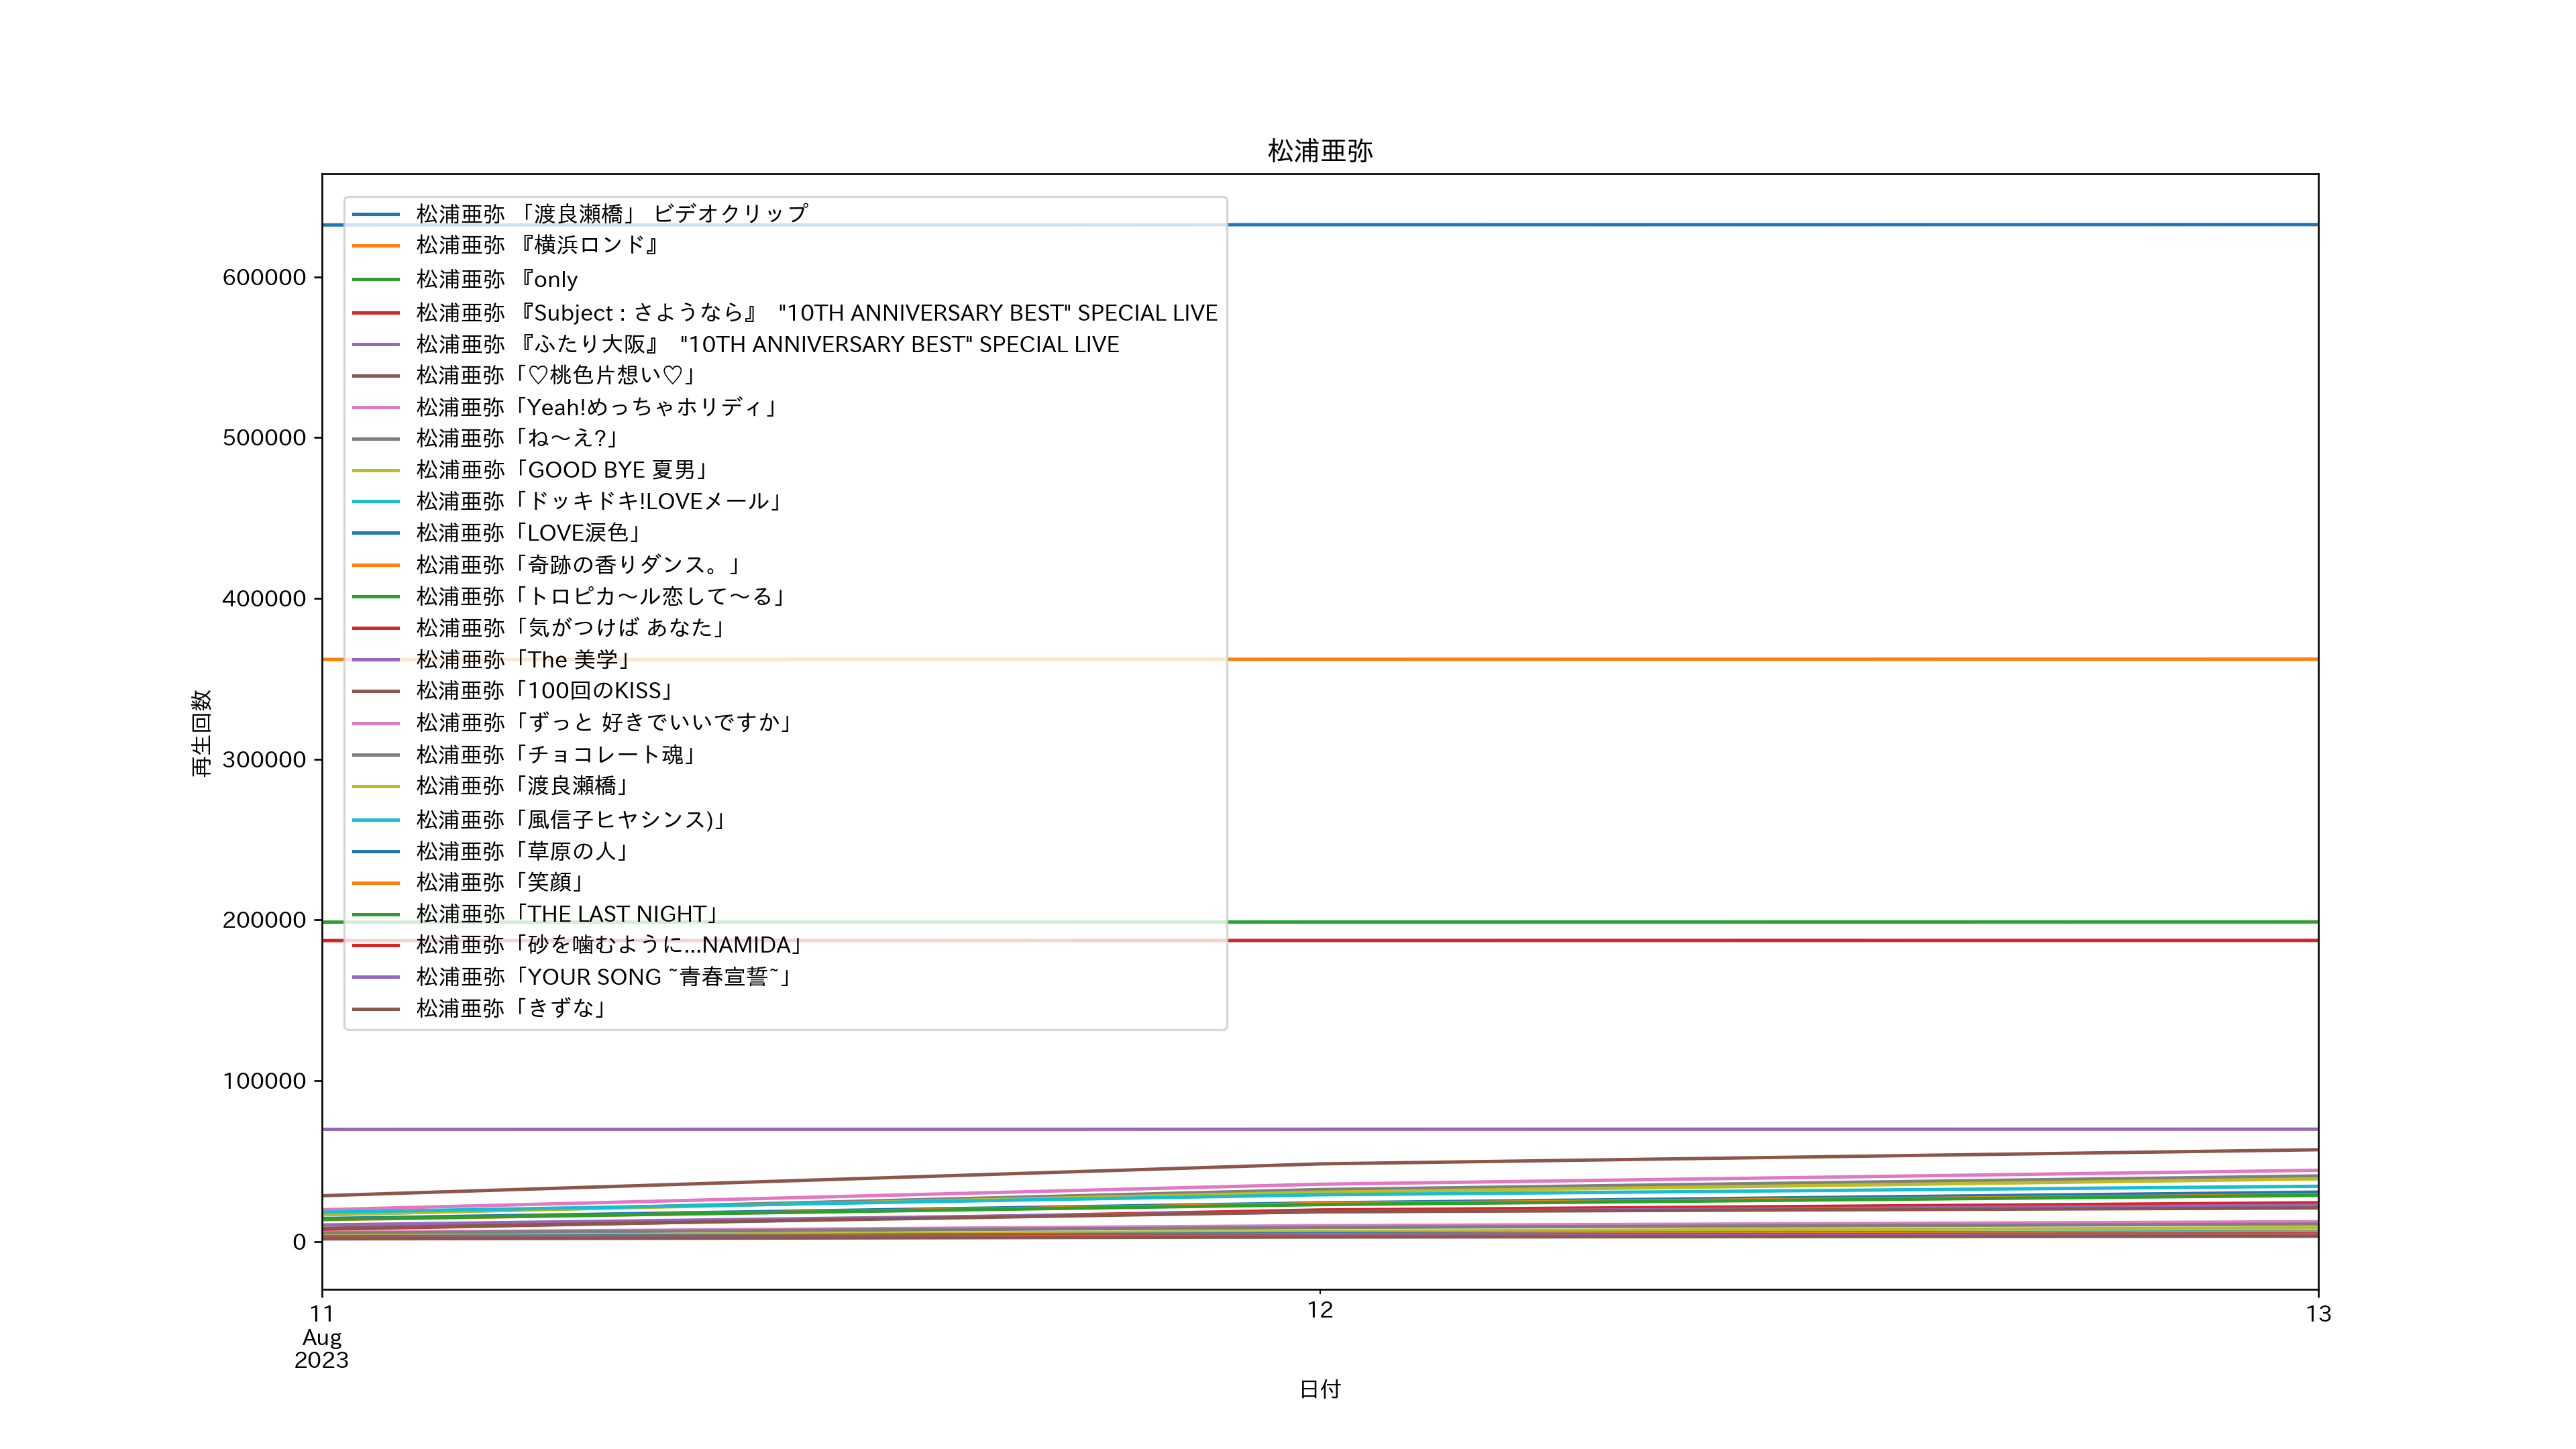 松浦亜弥
松浦亜弥 「渡良瀬橋」 ビデオクリップ
松浦亜弥 『横浜ロンド』
松浦亜弥 『only
松浦亜弥 『Subject : さようなら』 "10TH ANNIVERSARY BEST" SPECIAL LIVE
松浦亜弥 『ふたり大阪』 "10TH ANNIVERSARY BEST" SPECIAL LIVE
松浦亜弥「♡桃色片想い♡」
松浦亜弥「Yeah!めっちゃホリディ」
松浦亜弥「ね～え?」
松浦亜弥「GOOD BYE 夏男」
松浦亜弥「ドッキドキ!LOVEメール」
松浦亜弥「LOVE涙色」
松浦亜弥「奇跡の香りダンス。」
松浦亜弥「トロピカ～ル恋して～る」
松浦亜弥「気がつけば あなた」
松浦亜弥「The 美学」
松浦亜弥「100回のKISS」
松浦亜弥「ずっと 好きでいいですか」
松浦亜弥「チョコレート魂」
松浦亜弥「渡良瀬橋」
松浦亜弥「風信子ヒヤシンス)」
松浦亜弥「草原の人」
松浦亜弥「笑顔」
松浦亜弥「THE LAST NIGHT」
松浦亜弥「砂を噛むように…NAMIDA」
松浦亜弥「YOUR SONG ~青春宣誓~」
松浦亜弥「きずな」
再生回数
600000
500000
400000
300000
200000
100000
0
11
Aug
2023
12
13
日付